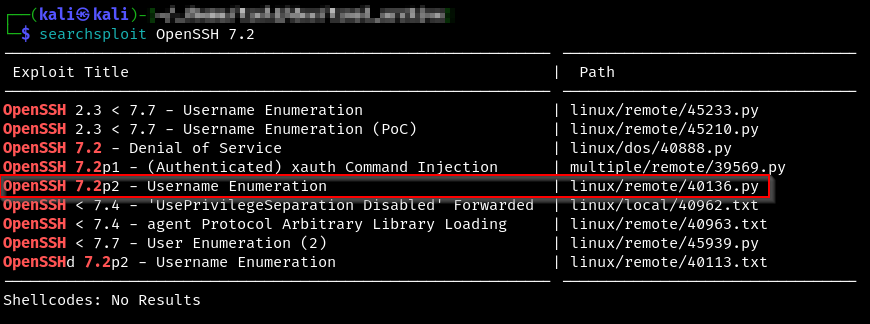 (kali㉿kali)-
$ searchsploit OpenSSH 7.2
Exploit Title | Path
OpenSSH 2.3 < 7.7 - Username Enumeration | linux/remote/45233.py
OpenSSH 2.3 < 7.7 - Username Enumeration (PoC) | linux/remote/45210.py
OpenSSH 7.2 - Denial of Service | linux/dos/40888.py
OpenSSH 7.2p1 - (Authenticated) xauth Command Injection | multiple/remote/39569.py
OpenSSH 7.2p2 - Username Enumeration | linux/remote/40136.py
OpenSSH < 7.4 - 'UsePrivilegeSeparation Disabled' Forwarded | linux/local/40962.txt
OpenSSH < 7.4 - agent Protocol Arbitrary Library Loading | linux/remote/40963.txt
OpenSSH < 7.7 - User Enumeration (2) | linux/remote/45939.py
OpenSSHd 7.2p2 - Username Enumeration | linux/remote/40113.txt
Shellcodes: No Results